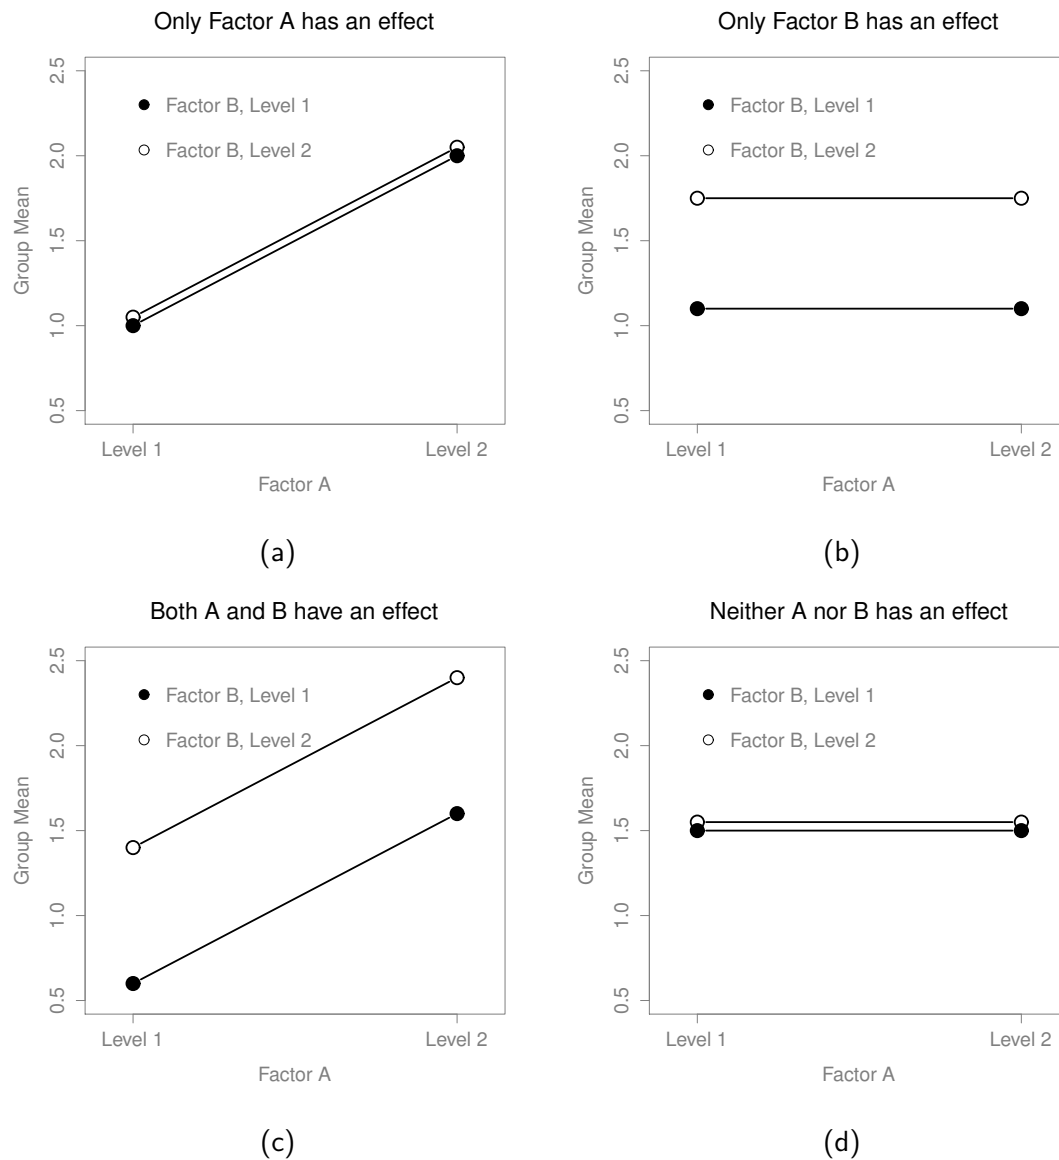 Only Factor A has an effect
2.5
2.0
1.5
1.0
0.5
Group Mean
Factor B, Level 1
Factor B, Level 2
Level 1
Level 2
Factor A
(a)
Only Factor B has an effect
2.5
2.0
1.5
1.0
0.5
Group Mean
Factor B, Level 1
Factor B, Level 2
Level 1
Level 2
Factor A
(b)
Both A and B have an effect
2.5
2.0
1.5
1.0
0.5
Group Mean
Factor B, Level 1
Factor B, Level 2
Level 1
Level 2
Factor A
(c)
Neither A nor B has an effect
2.5
2.0
1.5
1.0
0.5
Group Mean
Factor B, Level 1
Factor B, Level 2
Level 1
Level 2
Factor A
(d)